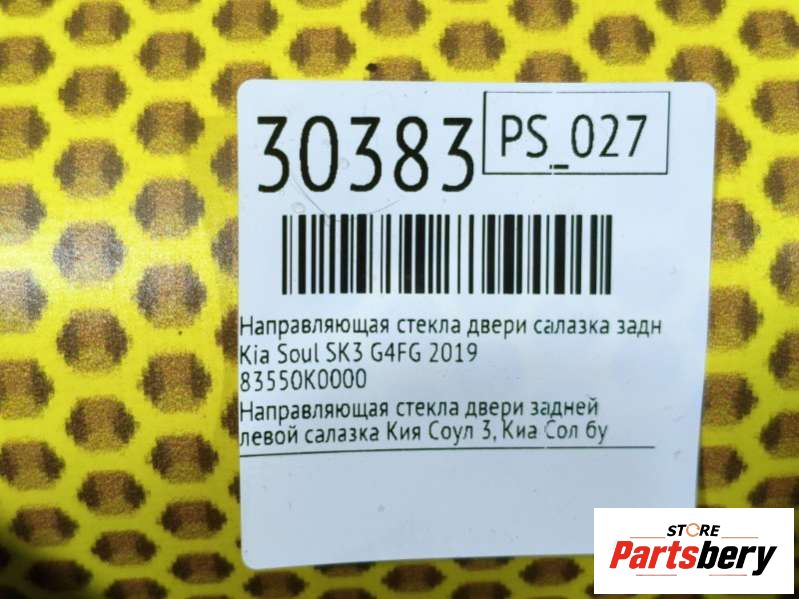 30383
PS_027
Направляющая стекла двери салазка задн
Kia Soul SK3 G4FG 2019
83550K0000
Направляющая стекла двери задней
левой салазка Кия Соул 3, Киа Сол бу
STORE
Partsbery